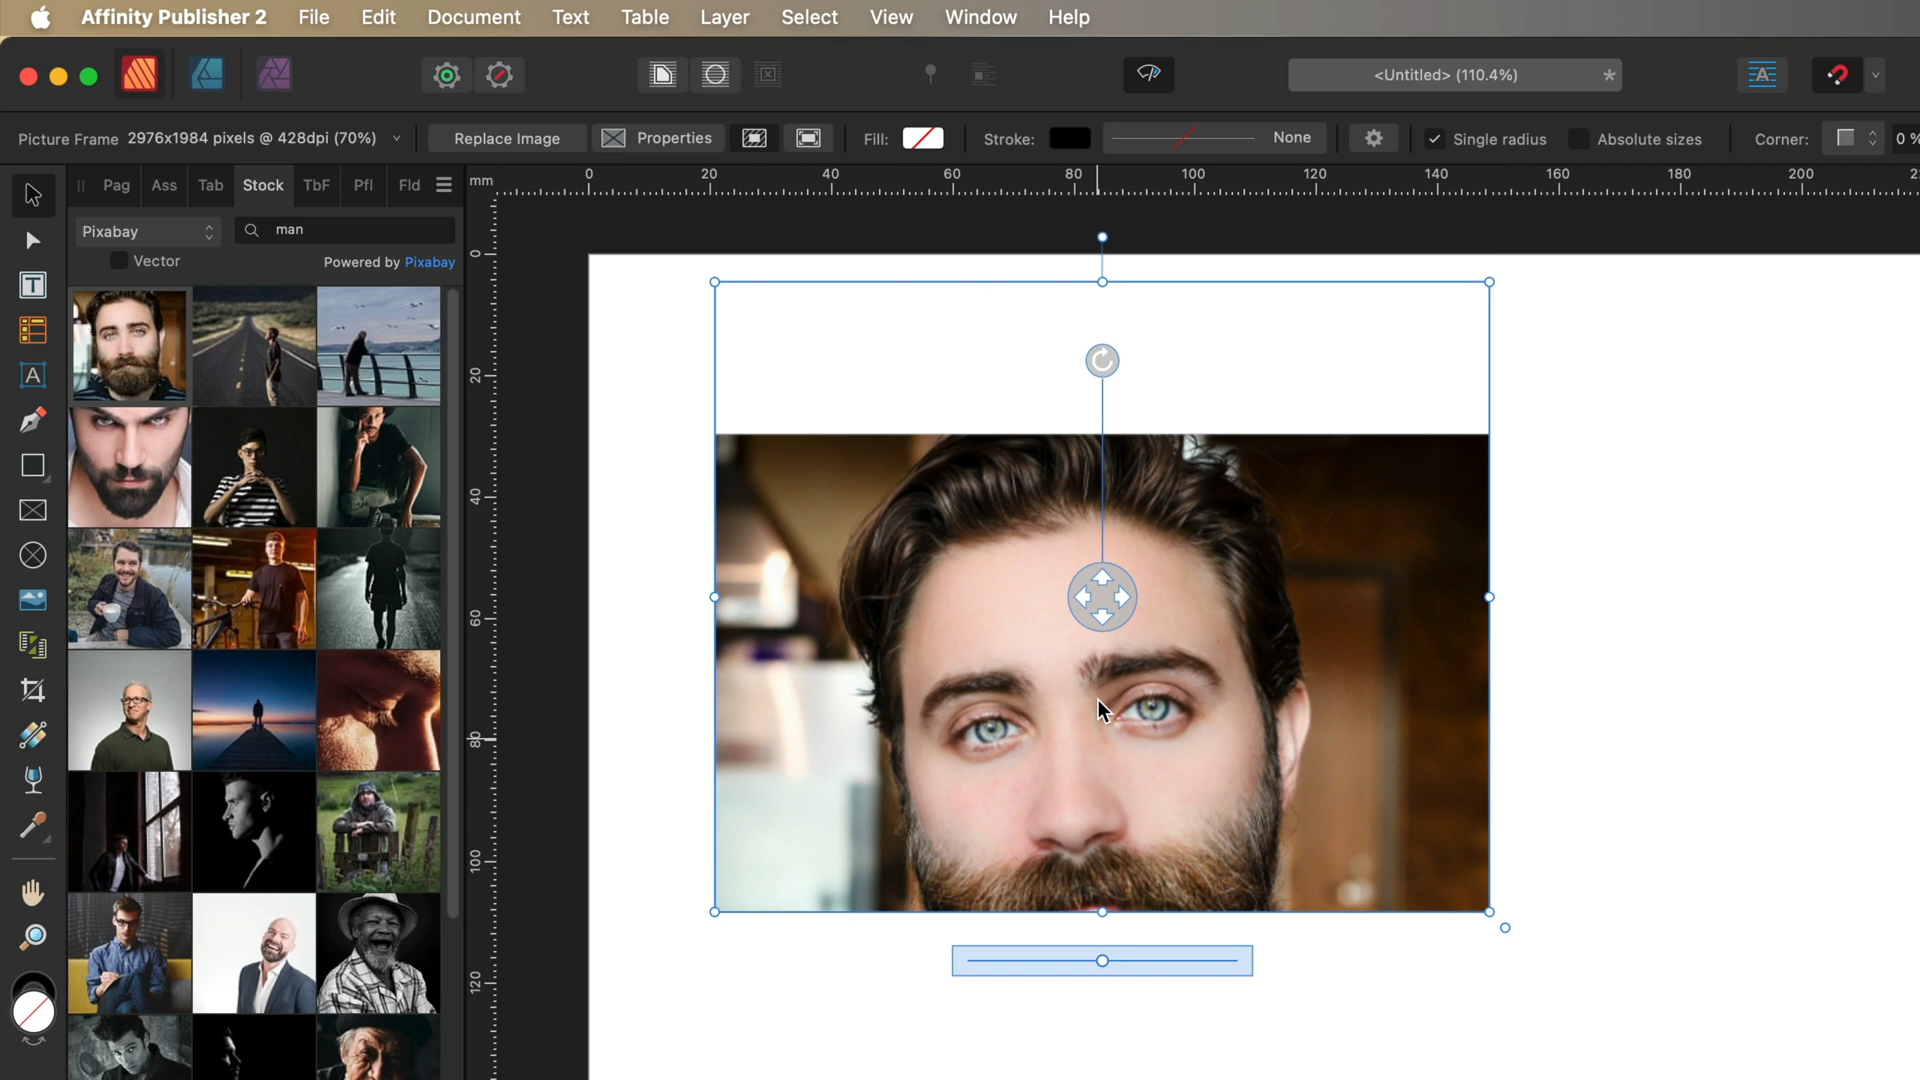 Affinity Publisher 2 File Edit Document Text Table Layer Select View Window Help
<Untitled> (110.4%) *
A
Picture Frame 2976x1984 pixels @ 428dpi (70%) Replace Image Properties Fill: Stroke: None Single radius Absolute sizes Corner: 0 %
Pag Ass Tab Stock TbF Pfl Fld
mm 0 20 40 60 80 100 120 140 160 180 200
Pixabay man
Vector Powered by Pixabay
T
A
0
20
40
60
80
100
120